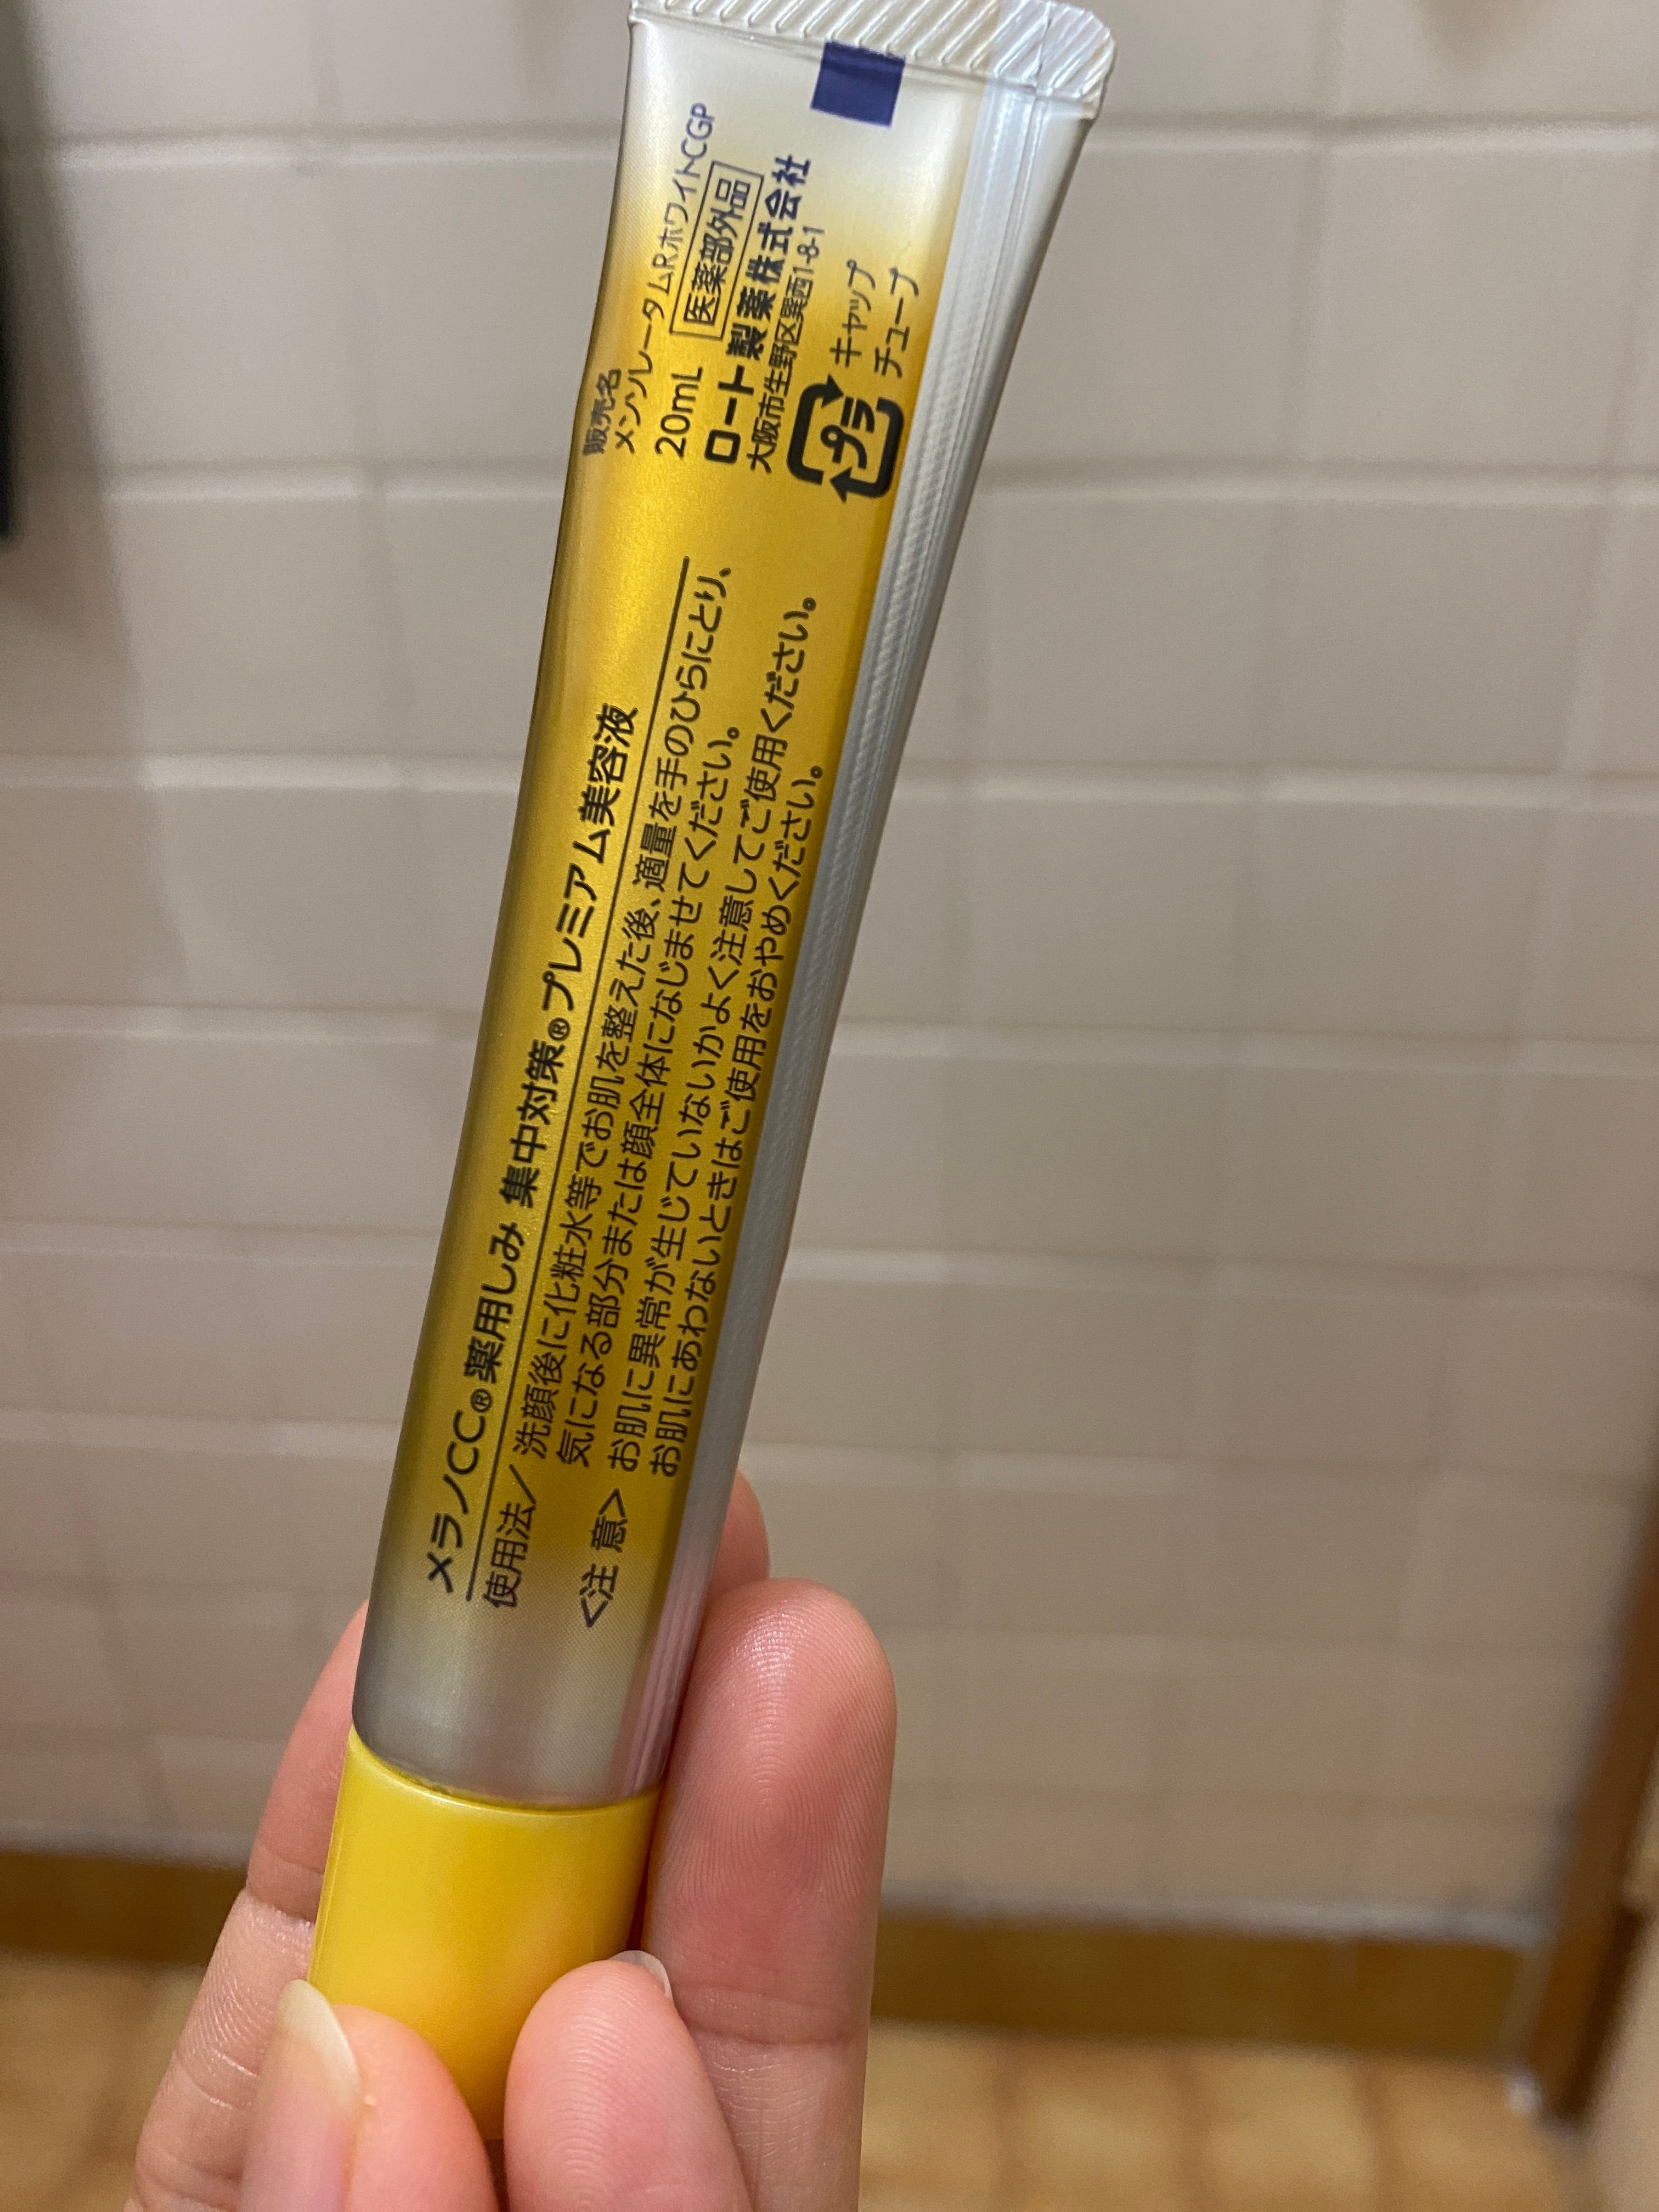 メラノCC® 薬用しみ 集中対策® プレミアム美容液
使用法/洗顔後に化粧水等でお肌を整えた後、適量を手のひらにとり、
気になる部分または顔全体になじませてください。
<注 意> お肌に異常が生じていないかよく注意してご使用ください。
お肌にあわないときはご使用をおやめください。
販売名
メンソレータムRホワイトCGP
20mL 医薬部外品
ロート製薬株式会社
大阪市生野区巽西1-8-1
プラ キャップ
チューブ